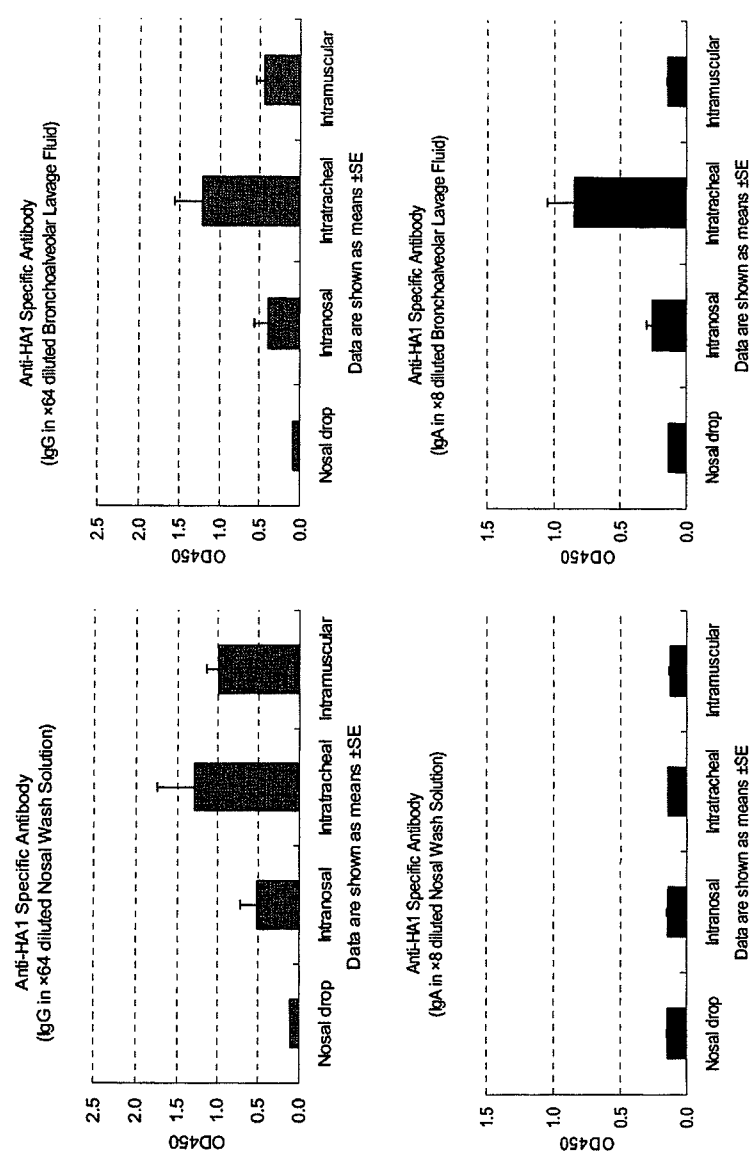 Anti-HA1 Specific Antibody
(IgG in ×64 diluted Nosal Wash Solution)
OD450
2.5
2.0
1.5
1.0
0.5
0.0
Nosal drop Intranosal Intratracheal Intramuscular
Data are shown as means ±SE
Anti-HA1 Specific Antibody
(IgG in ×64 diluted Bronchoalveolar Lavage Fluid)
OD450
2.5
2.0
1.5
1.0
0.5
0.0
Nosal drop Intranosal Intratracheal Intramuscular
Data are shown as means ±SE
Anti-HA1 Specific Antibody
(IgA in ×8 diluted Nosal Wash Solution)
OD450
1.5
1.0
0.5
0.0
Nosal drop Intranosal Intratracheal Intramuscular
Data are shown as means ±SE
Anti-HA1 Specific Antibody
(IgA in ×8 diluted Bronchoalveolar Lavage Fluid)
OD450
1.5
1.0
0.5
0.0
Nosal drop Intranosal Intratracheal Intramuscular
Data are shown as means ±SE